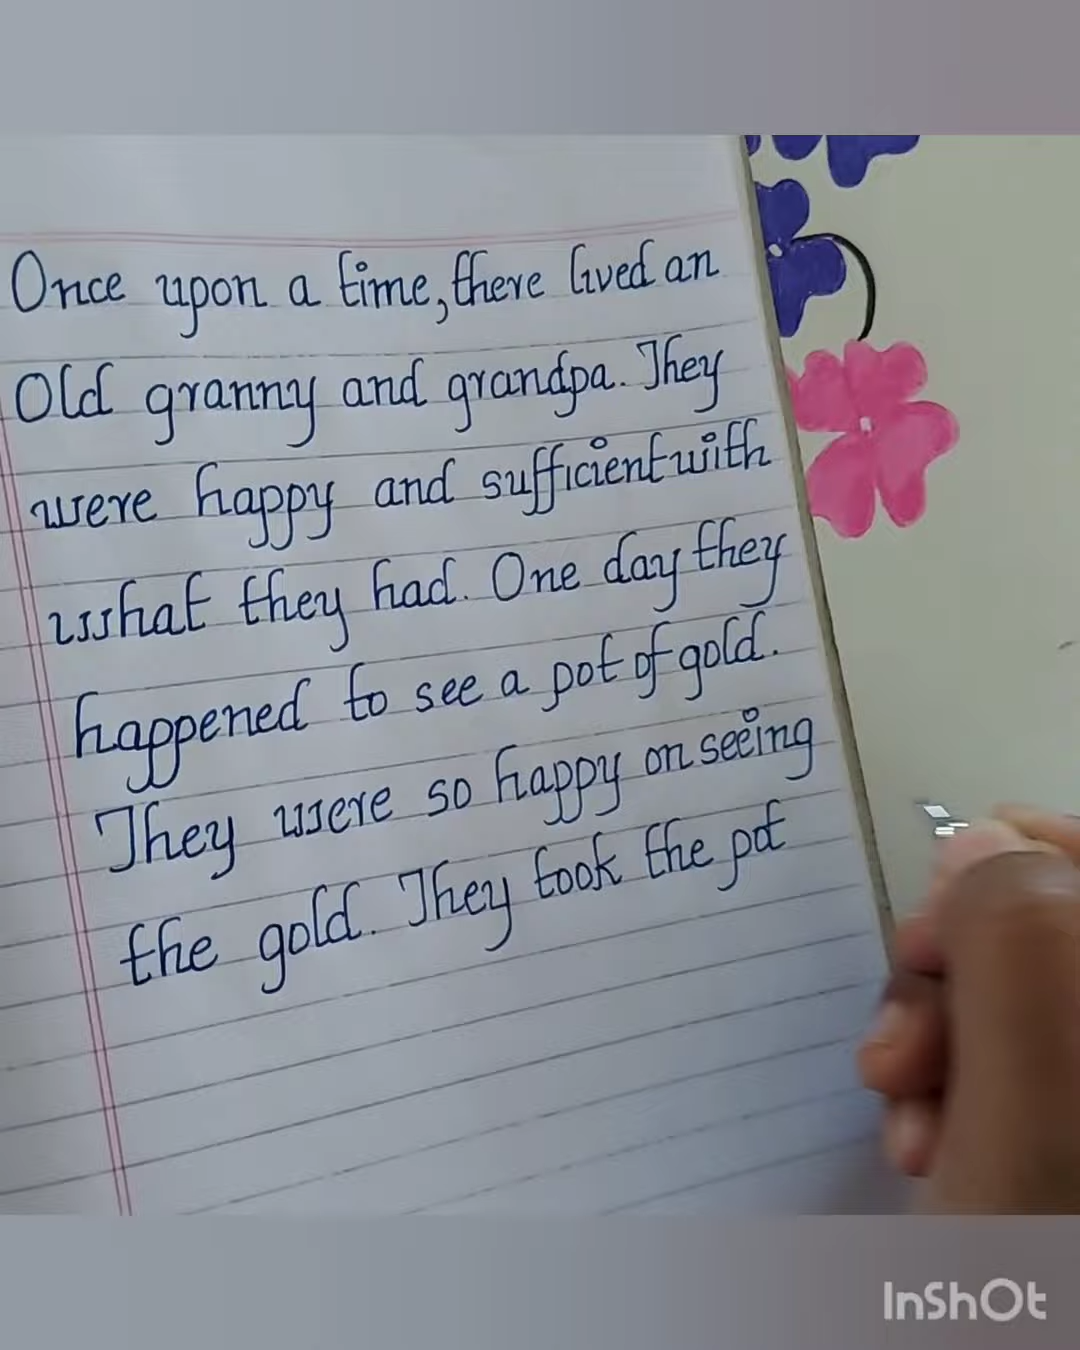 Once upon a time, there lived an
Old granny and grandpa. They
were happy and sufficient with
what they had. One day they
happened to see a pot of gold.
They were so happy on seeing
the gold. They took the pot
InShOt